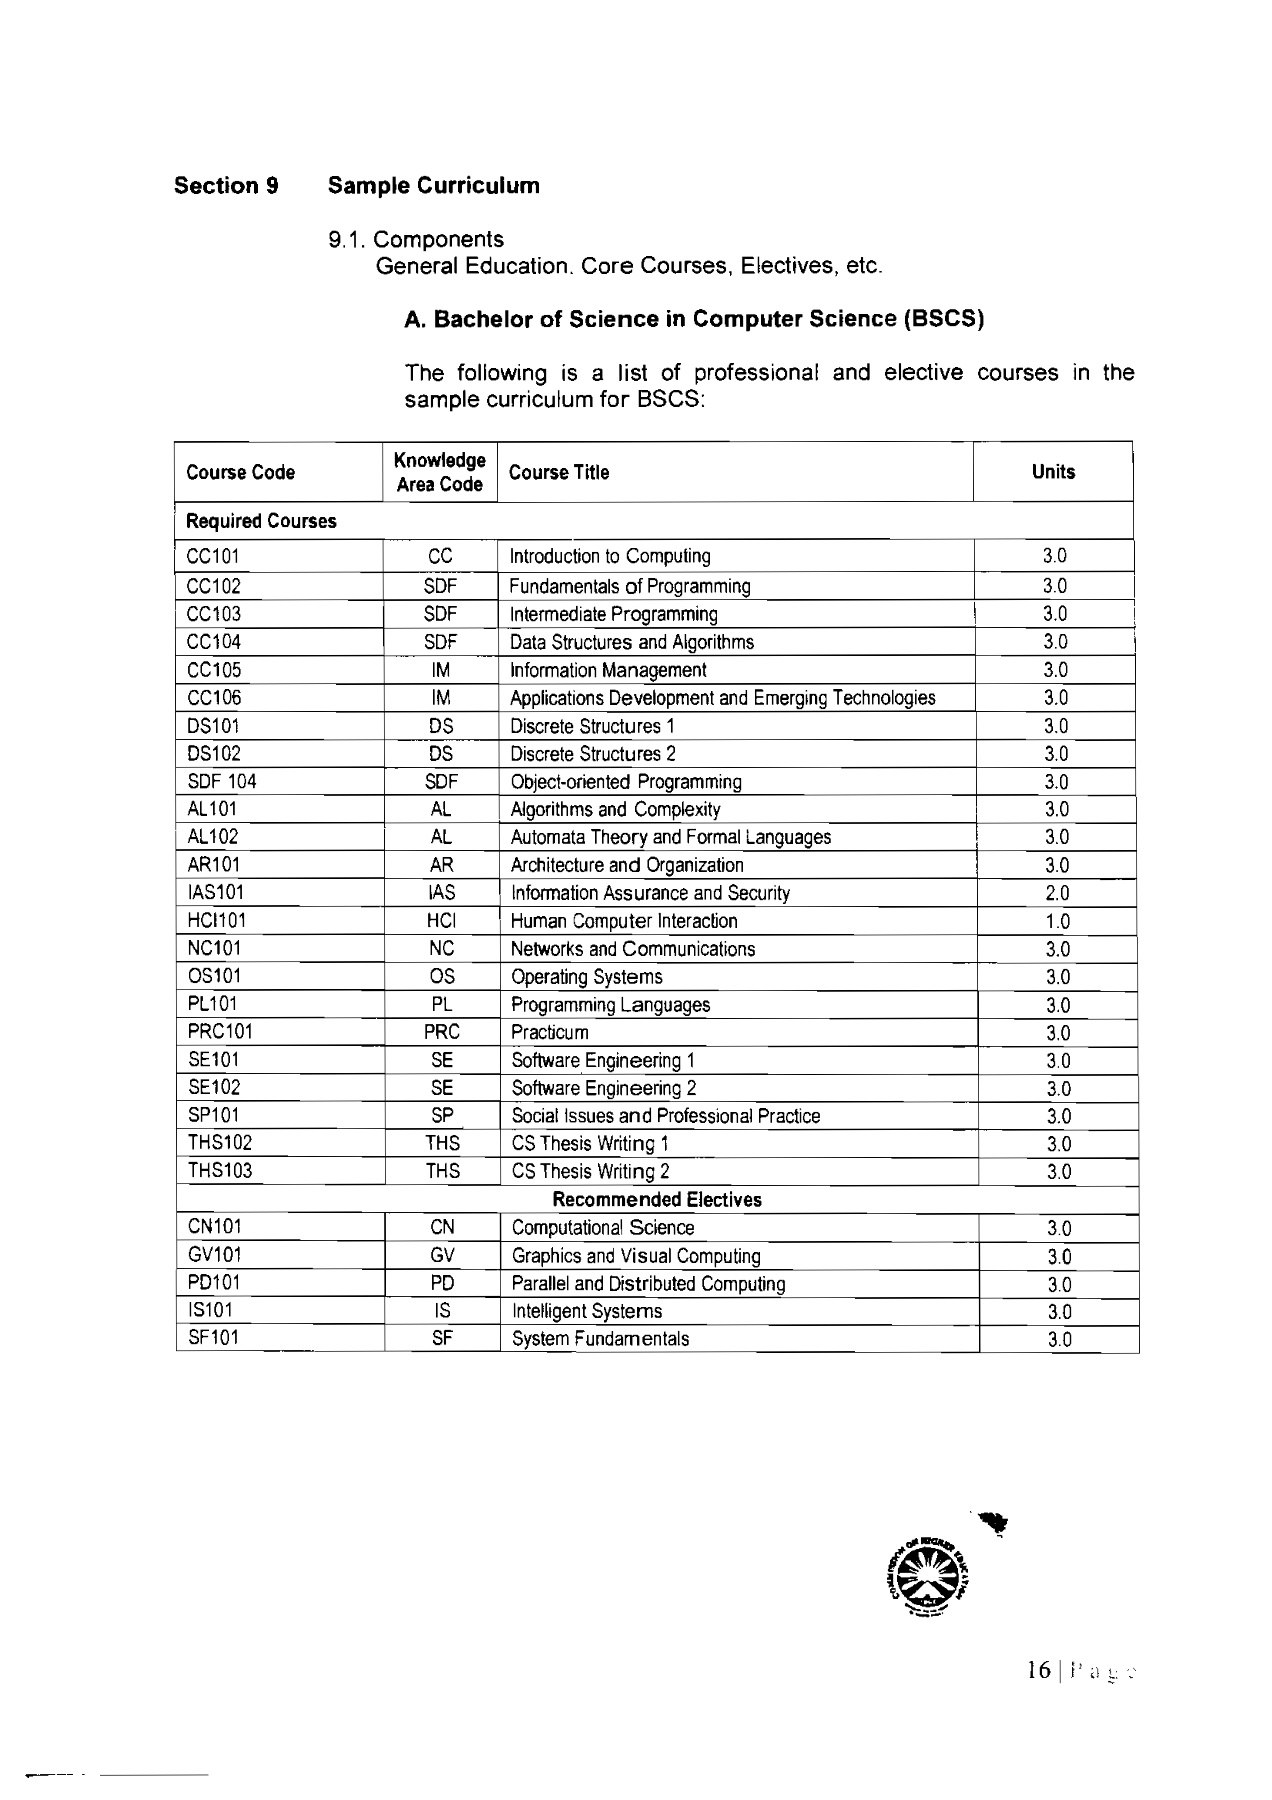 Section 9 Sample Curriculum
9.1. Components
General Education. Core Courses, Electives, etc.
A. Bachelor of Science in Computer Science (BSCS)
The following is a list of professional and elective courses in the
sample curriculum for BSCS:
Course Code Knowledge Area Code Course Title Units
Required Courses
CC101 CC Introduction to Computing 3.0
CC102 SDF Fundamentals of Programming 3.0
CC103 SDF Intermediate Programming 3.0
CC104 SDF Data Structures and Algorithms 3.0
CC105 IM Information Management 3.0
CC106 IM Applications Development and Emerging Technologies 3.0
DS101 DS Discrete Structures 1 3.0
DS102 DS Discrete Structures 2 3.0
SDF 104 SDF Object-oriented Programming 3.0
AL101 AL Algorithms and Complexity 3.0
AL102 AL Automata Theory and Formal Languages 3.0
AR101 AR Architecture and Organization 3.0
IAS101 IAS Information Assurance and Security 2.0
HCI101 HCI Human Computer Interaction 1.0
NC101 NC Networks and Communications 3.0
OS101 OS Operating Systems 3.0
PL101 PL Programming Languages 3.0
PRC101 PRC Practicum 3.0
SE101 SE Software Engineering 1 3.0
SE102 SE Software Engineering 2 3.0
SP101 SP Social Issues and Professional Practice 3.0
THS102 THS CS Thesis Writing 1 3.0
THS103 THS CS Thesis Writing 2 3.0
Recommended Electives
CN101 CN Computational Science 3.0
GV101 GV Graphics and Visual Computing 3.0
PD101 PD Parallel and Distributed Computing 3.0
IS101 IS Intelligent Systems 3.0
SF101 SF System Fundamentals 3.0
COMMISSION ON HIGHER EDUCATION
16 | Page